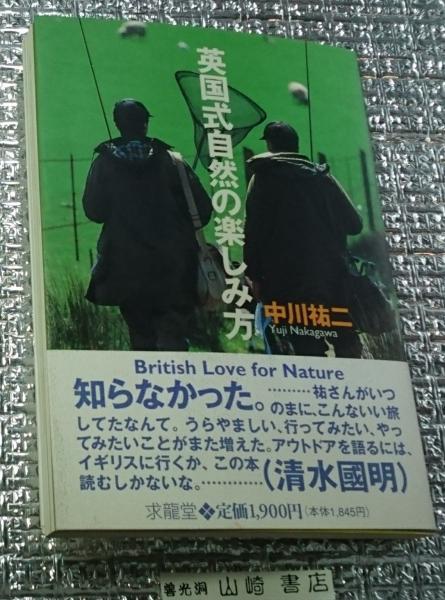 英国式自然の楽しみ方
中川祐二
Yuji Nakagawa
British Love for Nature
知らなかった。………祐さんがいつ
のまに、こんないい旅
してたなんて。うらやましい、行ってみたい、やっ
てみたいことがまた増えた。アウトドアを語るには、
イギリスに行くか、この本
読むしかないな。…………(清水國明)
求龍堂❖定価1,900円(本体1,845円)
善光洞 山崎書店